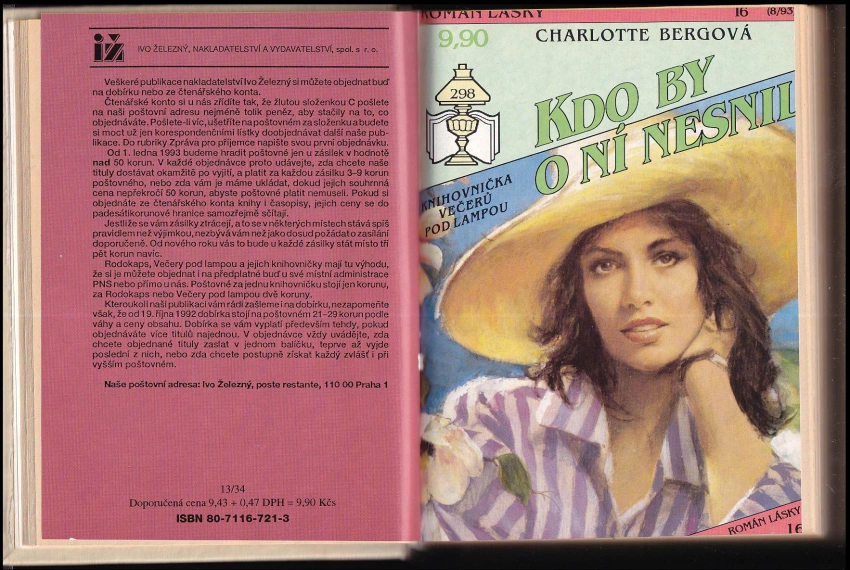 iž
IVO ŽELEZNÝ, NAKLADATELSTVÍ A VYDAVATELSTVÍ, spol. s r. o.
Veškeré publikace nakladatelství Ivo Železný si můžete objednat buď
na dobírku nebo ze čtenářského konta.
Čtenářské konto si u nás zřídíte tak, že žlutou složenkou C pošlete
na naši poštovní adresu nejméně tolik peněz, aby stačily na to, co
objednáváte. Pošlete-li víc, ušetříte na poštovném za složenku a budete
si moct už jen korespondenčními lístky doobjednávat další naše pub-
likace. Do rubriky Zpráva pro příjemce napište svou první objednávku.
Od 1. ledna 1993 budeme hradit poštovné jen u zásilek v hodnotě
nad 50 korun. V každé objednávce proto udávejte, zda chcete naše
tituly dostávat okamžitě po vyjití, a platit za každou zásilku 3–9 korun
poštovného, nebo zda vám je máme ukládat, dokud jejich souhrnná
cena nepřekročí 50 korun, abyste poštovné platit nemuseli. Pokud si
objednáte ze čtenářského konta knihy i časopisy, jejich ceny se do
padesátikorunové hranice samozřejmě sčítají.
Jestliže se vám zásilky ztrácejí, a to se v některých místech stává spíš
pravidlem než výjimkou, nezbývá vám než jako dosud požádat o zasílání
doporučeně. Od nového roku vás to bude u každé zásilky stát místo tří
pět korun navíc.
Rodokaps, Večery pod lampou a jejich knihovničky mají tu výhodu,
že si je můžete objednat i na předplatné buď u své místní administrace
PNS nebo přímo u nás. Poštovné za jednu knihovničku stojí jen korunu,
za Rodokaps nebo Večery pod lampou dvě koruny.
Kteroukoli naši publikaci vám rádi zašleme i na dobírku, nezapomeňte
však, že od 19. října 1992 dobírka stojí na poštovném 21–29 korun podle
váhy a ceny obsahu. Dobírka se vám vyplatí především tehdy, pokud
objednáváte více titulů najednou. V objednávce vždy uvádějte, zda
chcete objednané tituly zaslat v jednom balíčku, teprve až vyjde
poslední z nich, nebo zda chcete postupně získat každý zvlášť i při
vyšším poštovném.
Naše poštovní adresa: Ivo Železný, poste restante, 110 00 Praha 1
13/34
Doporučená cena 9,43 + 0,47 DPH = 9,90 Kčs
ISBN 80-7116-721-3
ROMÁN LÁSKY 16 (8/93
9,90
CHARLOTTE BERGOVÁ
298
KDO BY
O NÍ NESNIL
KNIHOVNIČKA
VEČERŮ
POD LAMPOU
ROMÁN LÁSKY
16